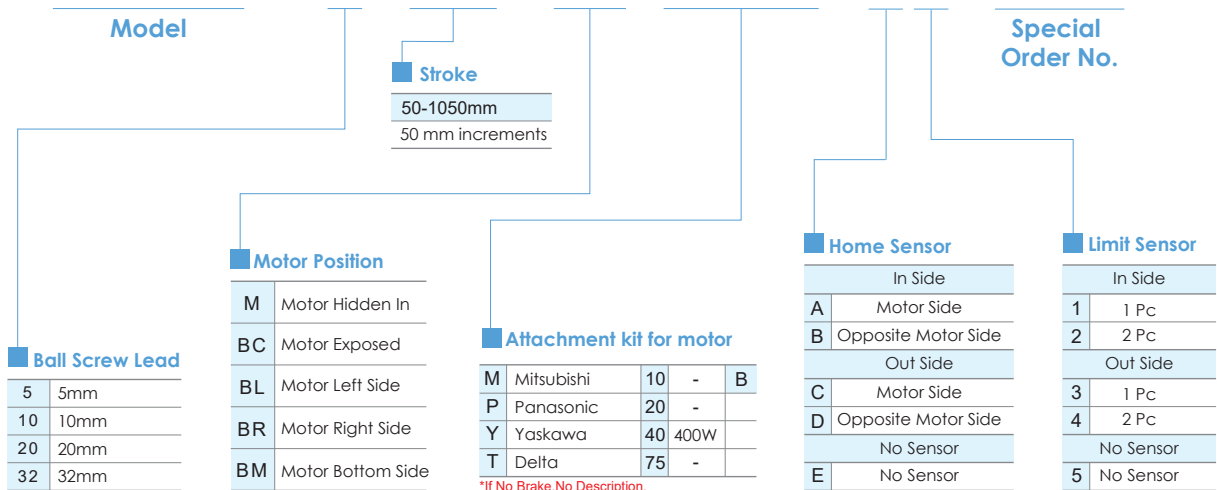 Model
Special
Order No.
Stroke
50-1050mm
50 mm increments
Ball Screw Lead
5 5mm
10 10mm
20 20mm
32 32mm
Motor Position
M Motor Hidden In
BC Motor Exposed
BL Motor Left Side
BR Motor Right Side
BM Motor Bottom Side
Attachment kit for motor
M Mitsubishi 10 - B
P Panasonic 20 -
Y Yaskawa 40 400W
T Delta 75 -
*If No Brake No Description.
Home Sensor
In Side
A Motor Side
B Opposite Motor Side
Out Side
C Motor Side
D Opposite Motor Side
No Sensor
E No Sensor
Limit Sensor
In Side
1 1 Pc
2 2 Pc
Out Side
3 1 Pc
4 2 Pc
No Sensor
5 No Sensor